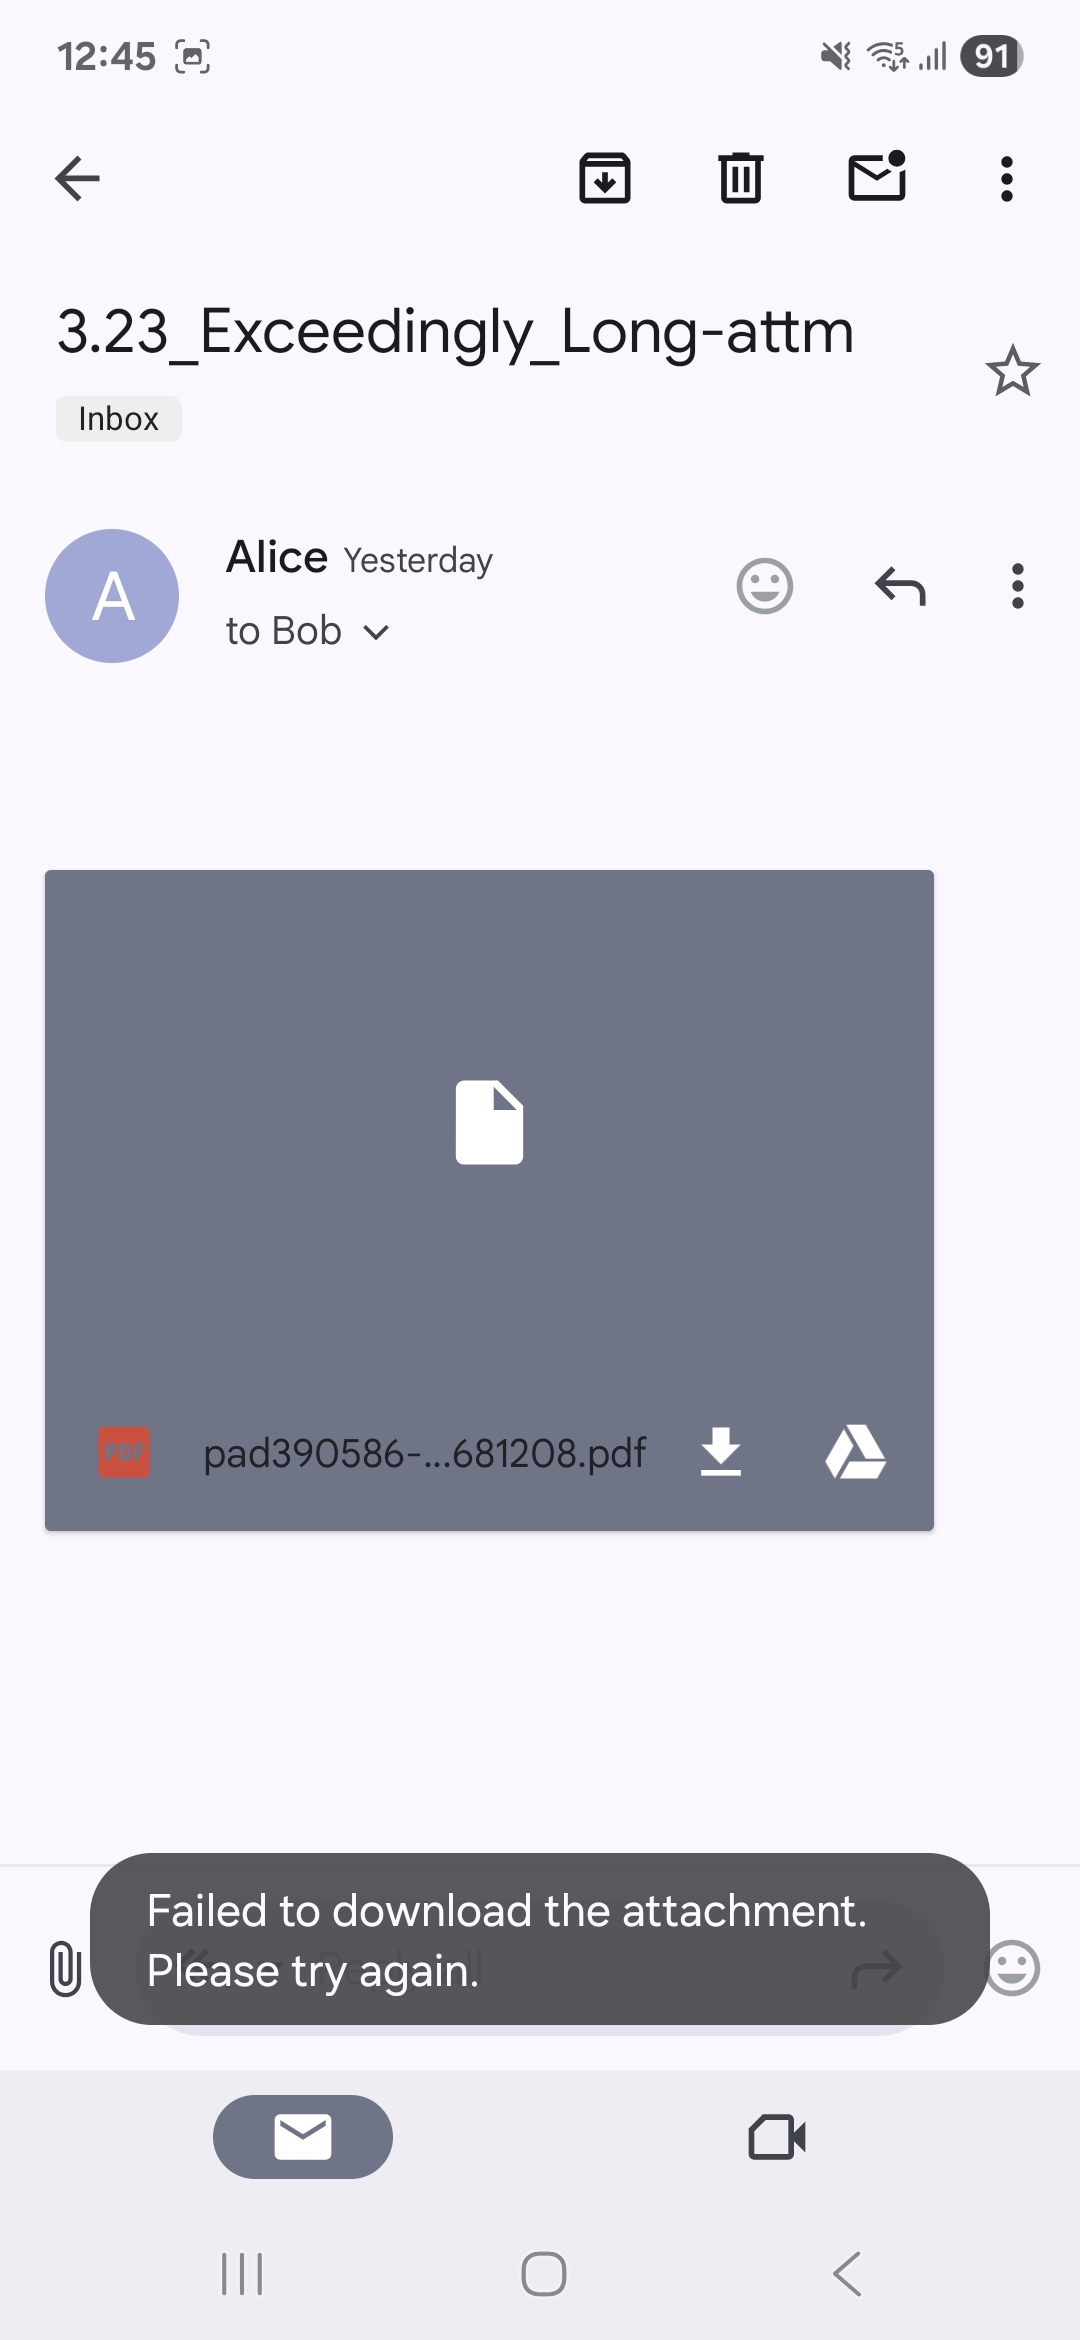 12:45
5
91
3.23_Exceedingly_Long-attm
Inbox
A
Alice Yesterday
to Bob
PDF
pad390586-...681208.pdf
Failed to download the attachment.
Please try again.